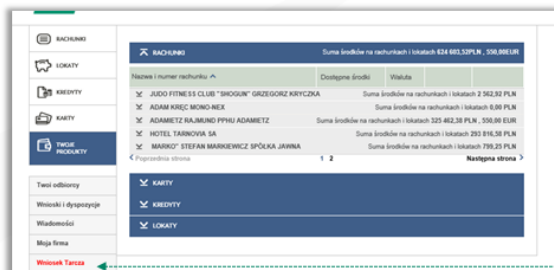 RACHUNKI
LOKATY
KREDYTY
KARTY
TWOJE PRODUKTY
Twoi odbiorcy
Wnioski i dyspozycje
Wiadomości
Moja firma
Wniosek Tarcza
RACHUNKI Suma środków na rachunkach i lokatach 624 603,52PLN , 550,00EUR
Nazwa i numer rachunku Dostępne środki Waluta
JUDO FITNESS CLUB "SHOGUN" GRZEGORZ KRYCZKA Suma środków na rachunkach i lokatach 2 562,92 PLN
ADAM KRĘC MONO-NEX Suma środków na rachunkach i lokatach 0,00 PLN
ADAMIETZ RAJMUND PPHU ADAMIETZ Suma środków na rachunkach i lokatach 325 462,38 PLN , 550,00 EUR
HOTEL TARNOVIA SA Suma środków na rachunkach i lokatach 293 816,58 PLN
MARKO" STEFAN MARKIEWICZ SPÓŁKA JAWNA Suma środków na rachunkach i lokatach 799,25 PLN
Poprzednia strona 1 2 Następna strona
KARTY
KREDYTY
LOKATY